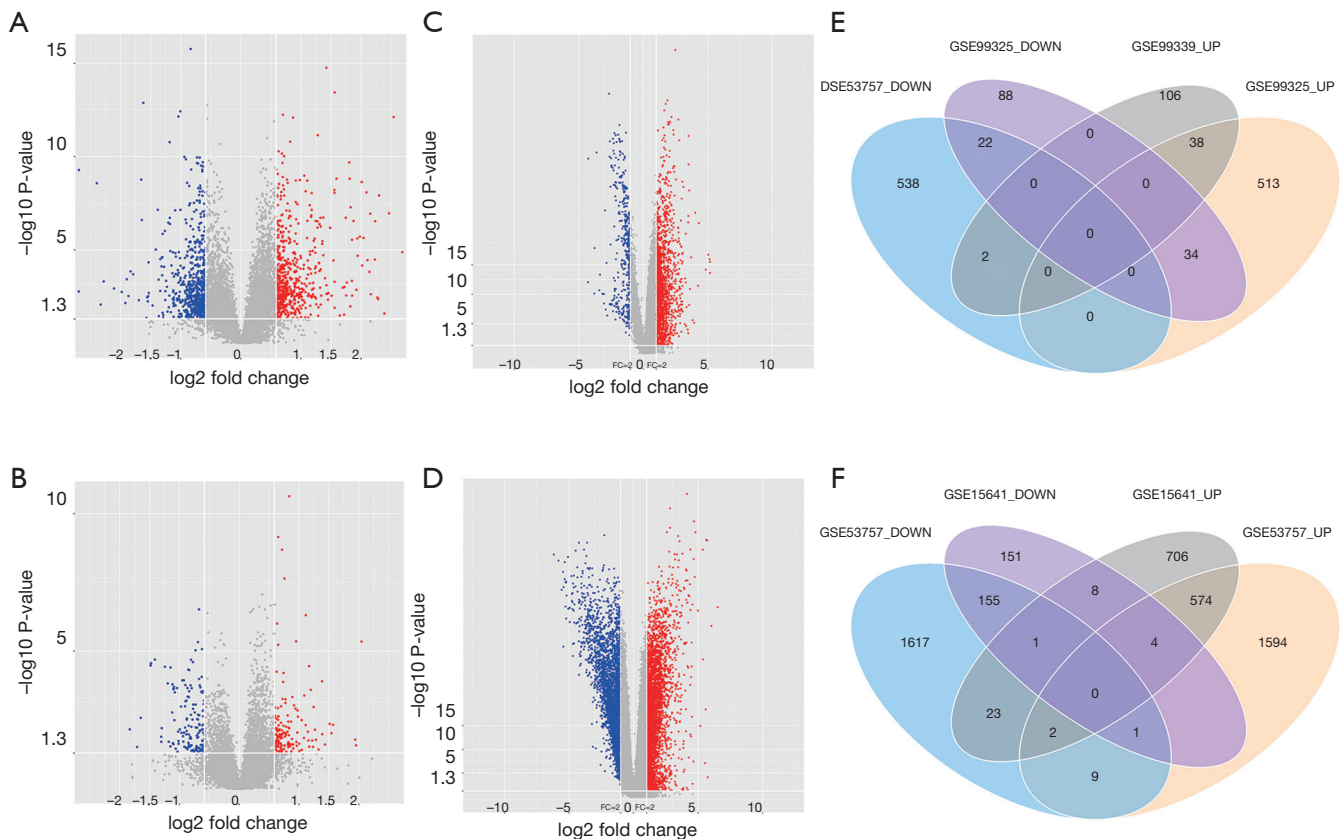 A
15
10
5
1.3
−log10 P-value
−2
−1.5
−1
0
1
1.5
2
log2 fold change
C
15
10
5
1.3
−log10 P-value
−10
−5
FC=2
0
FC=2
5
10
log2 fold change
E
GSE99325_DOWN
GSE99339_UP
DSE53757_DOWN
GSE99325_UP
88
106
0
22
38
538
0
0
513
0
2
0
0
34
0
B
10
5
1.3
−log10 P-value
−2
−1.5
−1
0
1
1.5
2
log2 fold change
D
15
10
5
1.3
−log10 P-value
−10
−5
FC=2
0
FC=2
5
10
log2 fold change
F
GSE15641_DOWN
GSE15641_UP
GSE53757_DOWN
GSE53757_UP
151
706
8
155
574
1617
1
4
1594
0
23
2
1
9